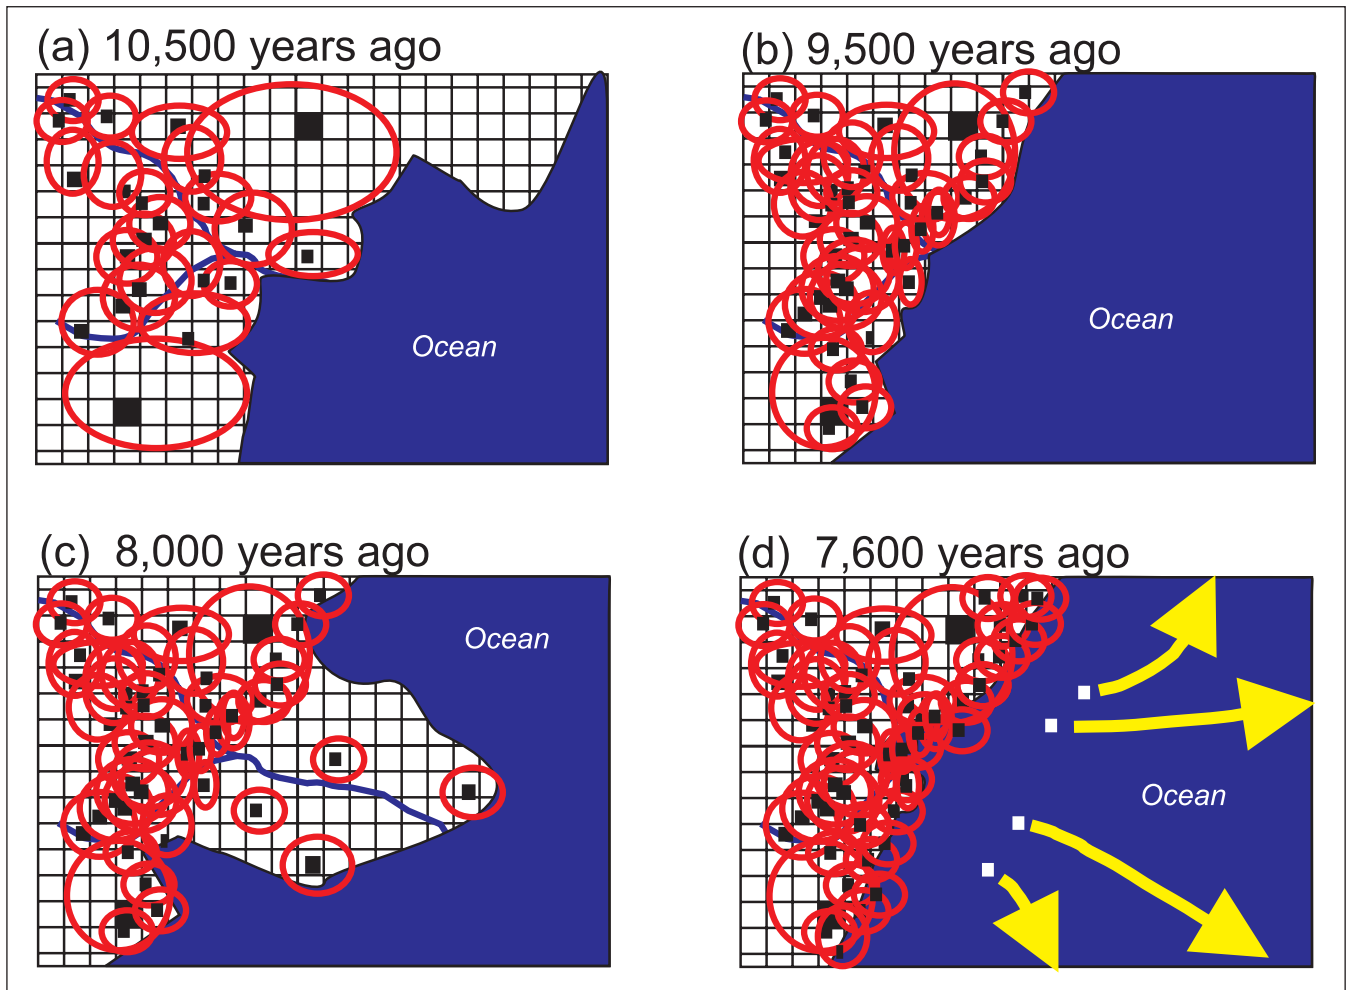 (a) 10,500 years ago
(b) 9,500 years ago
Ocean
Ocean
(c) 8,000 years ago
(d) 7,600 years ago
Ocean
Ocean